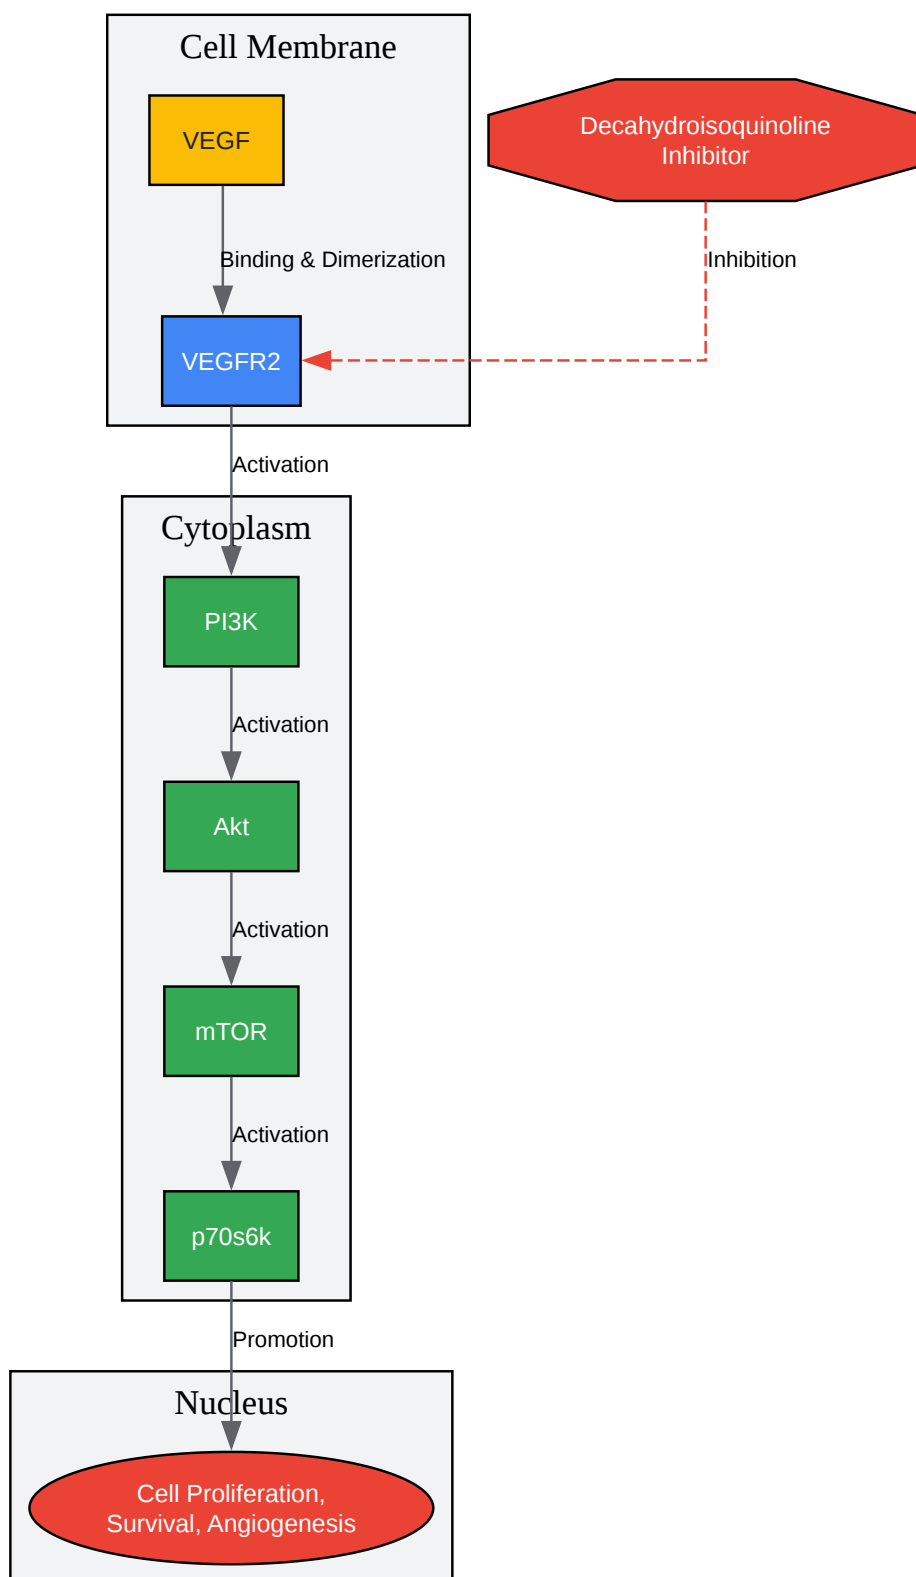 Cell Membrane
VEGF
Decahydroisoquinoline
Inhibitor
Binding & Dimerization
Inhibition
VEGFR2
Activation
Cytoplasm
PI3K
Activation
Akt
Activation
mTOR
Activation
p70s6k
Promotion
Nucleus
Cell Proliferation,
Survival, Angiogenesis